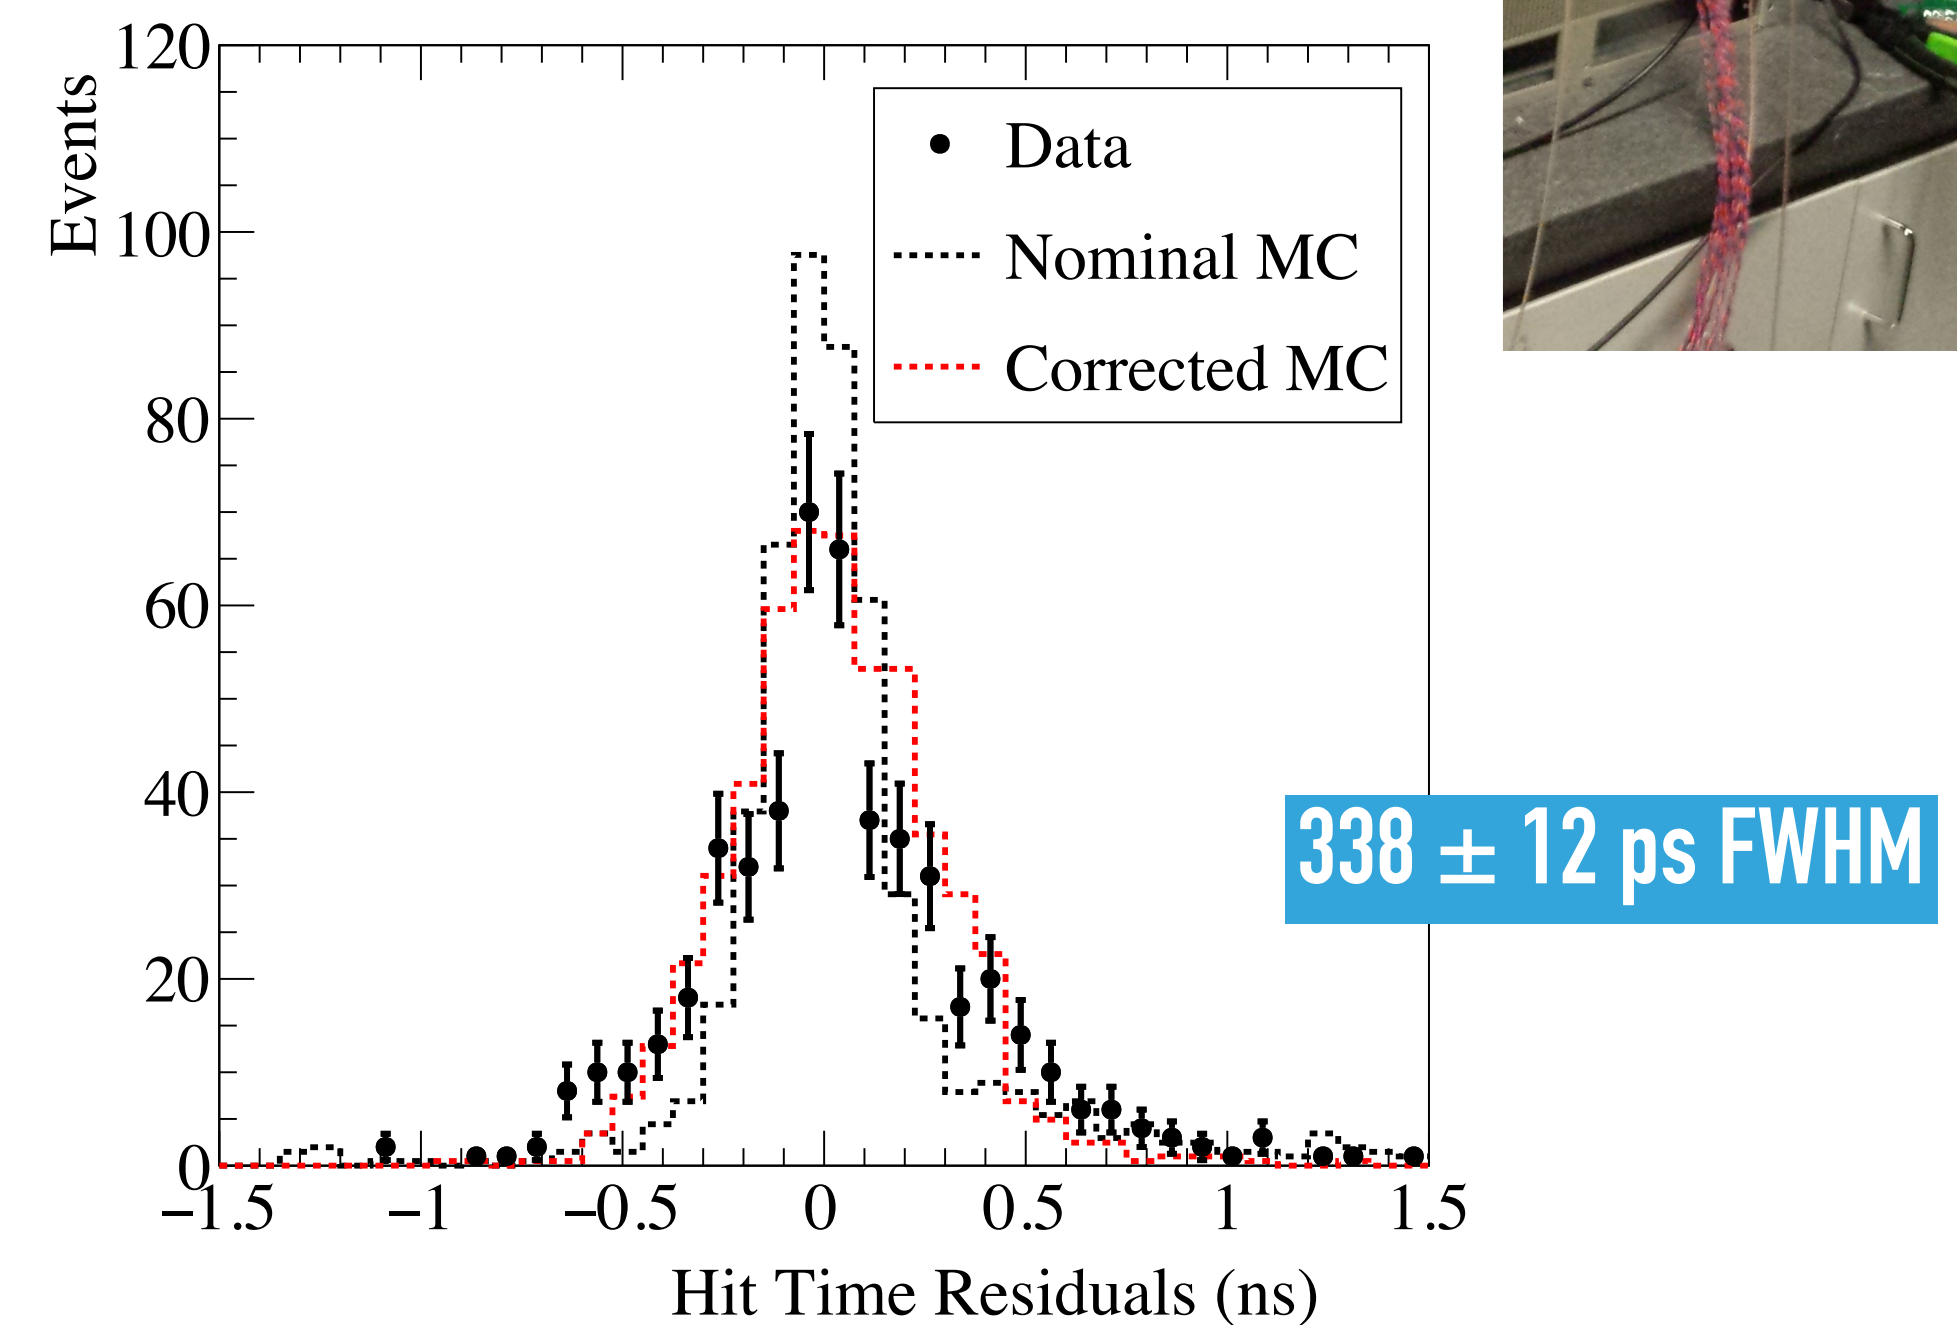 120
Events
100
80
60
40
20
0
Data
Nominal MC
Corrected MC
338 ± 12 ps FWHM
−1.5 −1 −0.5 0 0.5 1 1.5
Hit Time Residuals (ns)